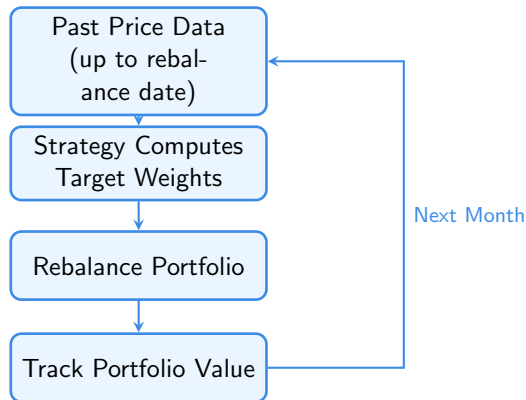 Past Price Data
(up to rebal-
ance date)
Strategy Computes
Target Weights
Rebalance Portfolio
Track Portfolio Value
Next Month